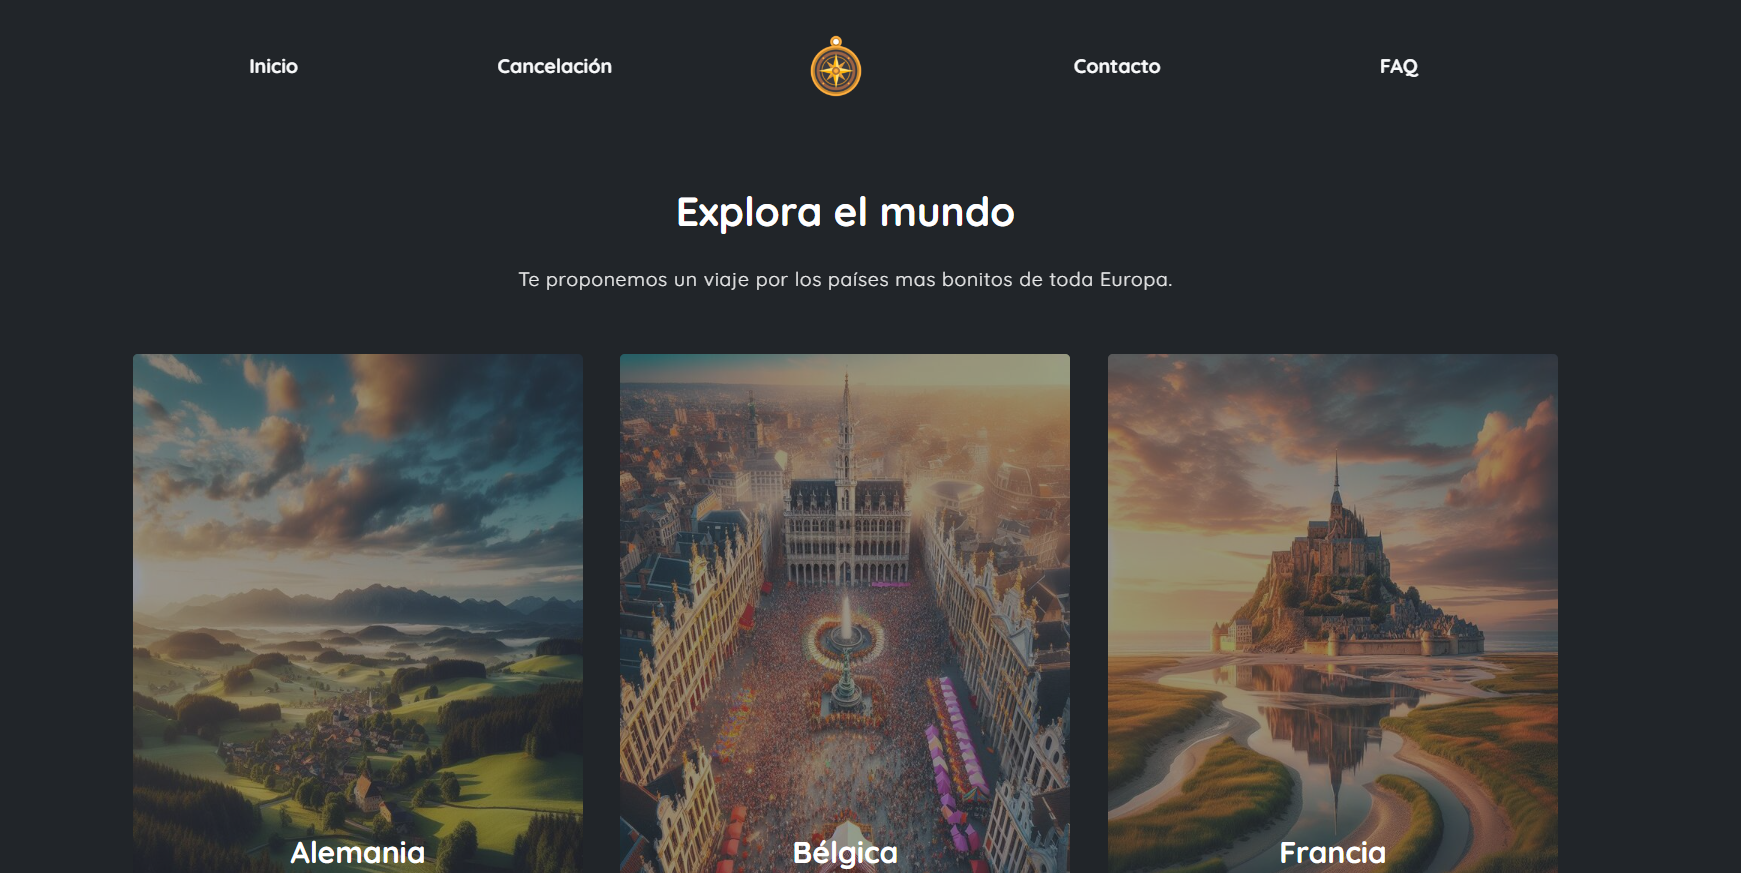 Inicio
Cancelación
Contacto
FAQ
Explora el mundo
Te proponemos un viaje por los países mas bonitos de toda Europa.
Alemania
Bélgica
Francia